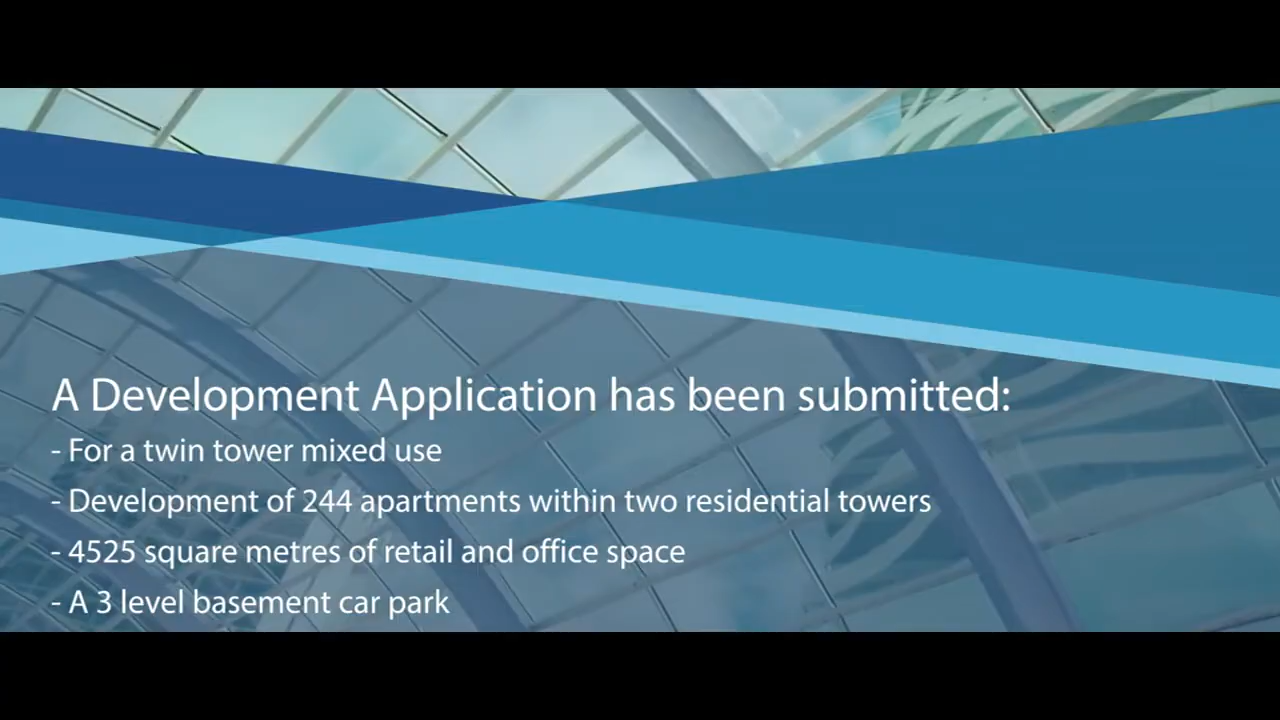 A Development Application has been submitted:
- For a twin tower mixed use
- Development of 244 apartments within two residential towers
- 4525 square metres of retail and office space
- A 3 level basement car park